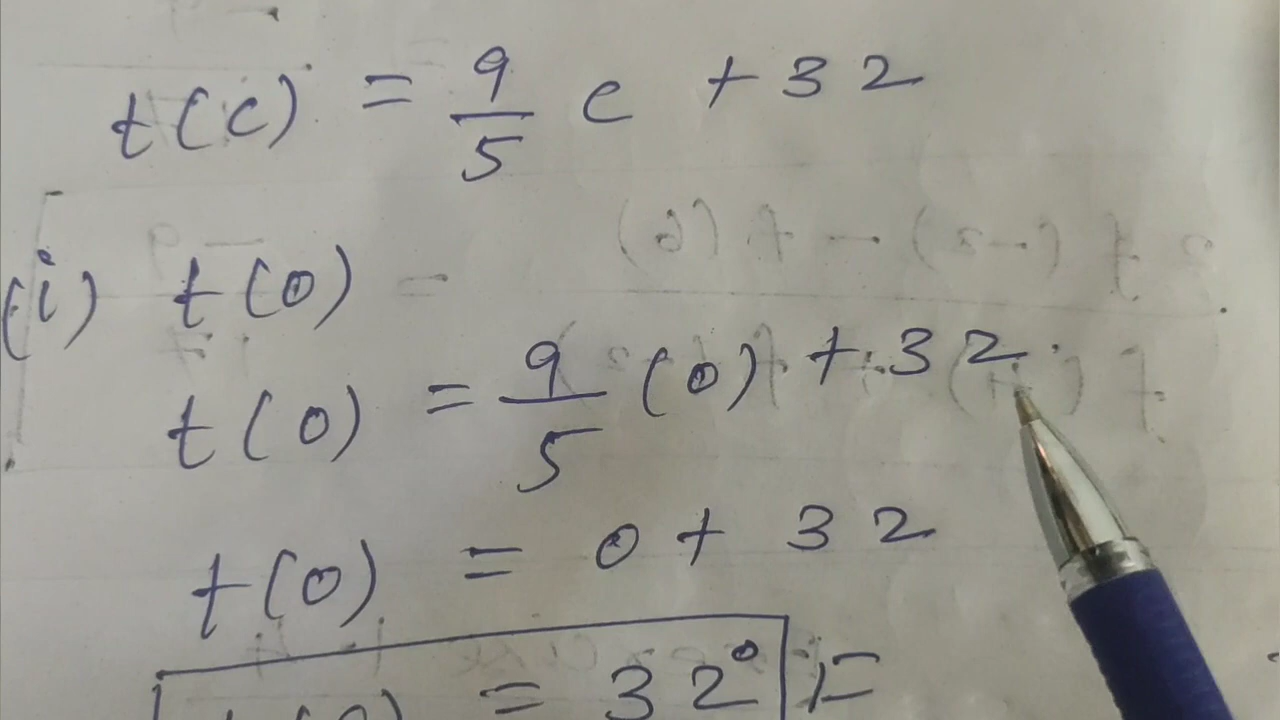 t(c) = 9/5 c + 32
(i) t(0) =
t(0) = 9/5 (0) + 32
t(0) = 0 + 32
t(0) = 32° F